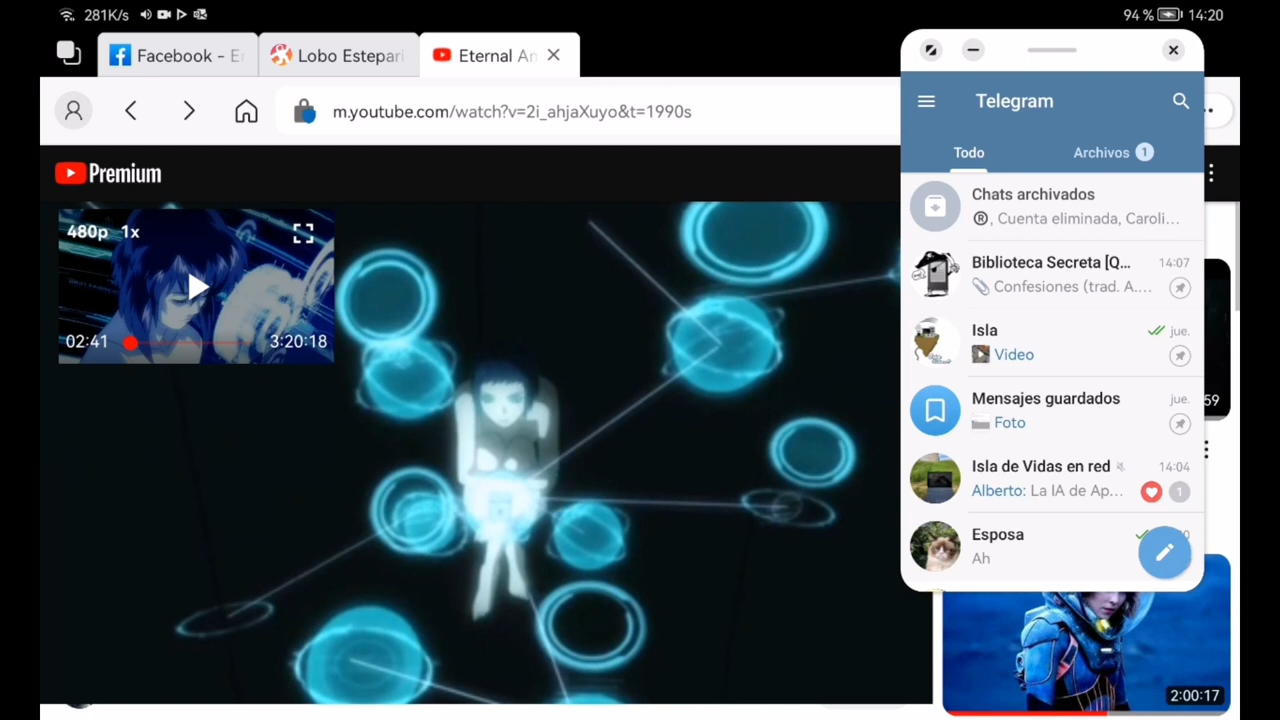 281K/s
94 %
14:20
Facebook - E
Lobo Estepari
Eternal An
m.youtube.com/watch?v=2i_ahjaXuyo&t=1990s
Premium
480p 1x
02:41
3:20:18
Telegram
Todo
Archivos 1
Chats archivados
®, Cuenta eliminada, Caroli...
Biblioteca Secreta [Q...
14:07
Confesiones (trad. A....
Isla
jue.
Video
Mensajes guardados
jue.
Foto
Isla de Vidas en red
14:04
Alberto: La IA de Ap...
1
Esposa
Ah
59
2:00:17